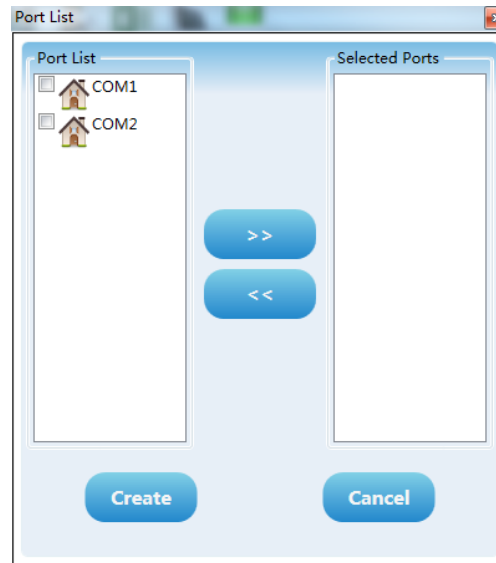 Port List
Port List
Selected Ports
COM1
COM2
>>
<<
Create
Cancel